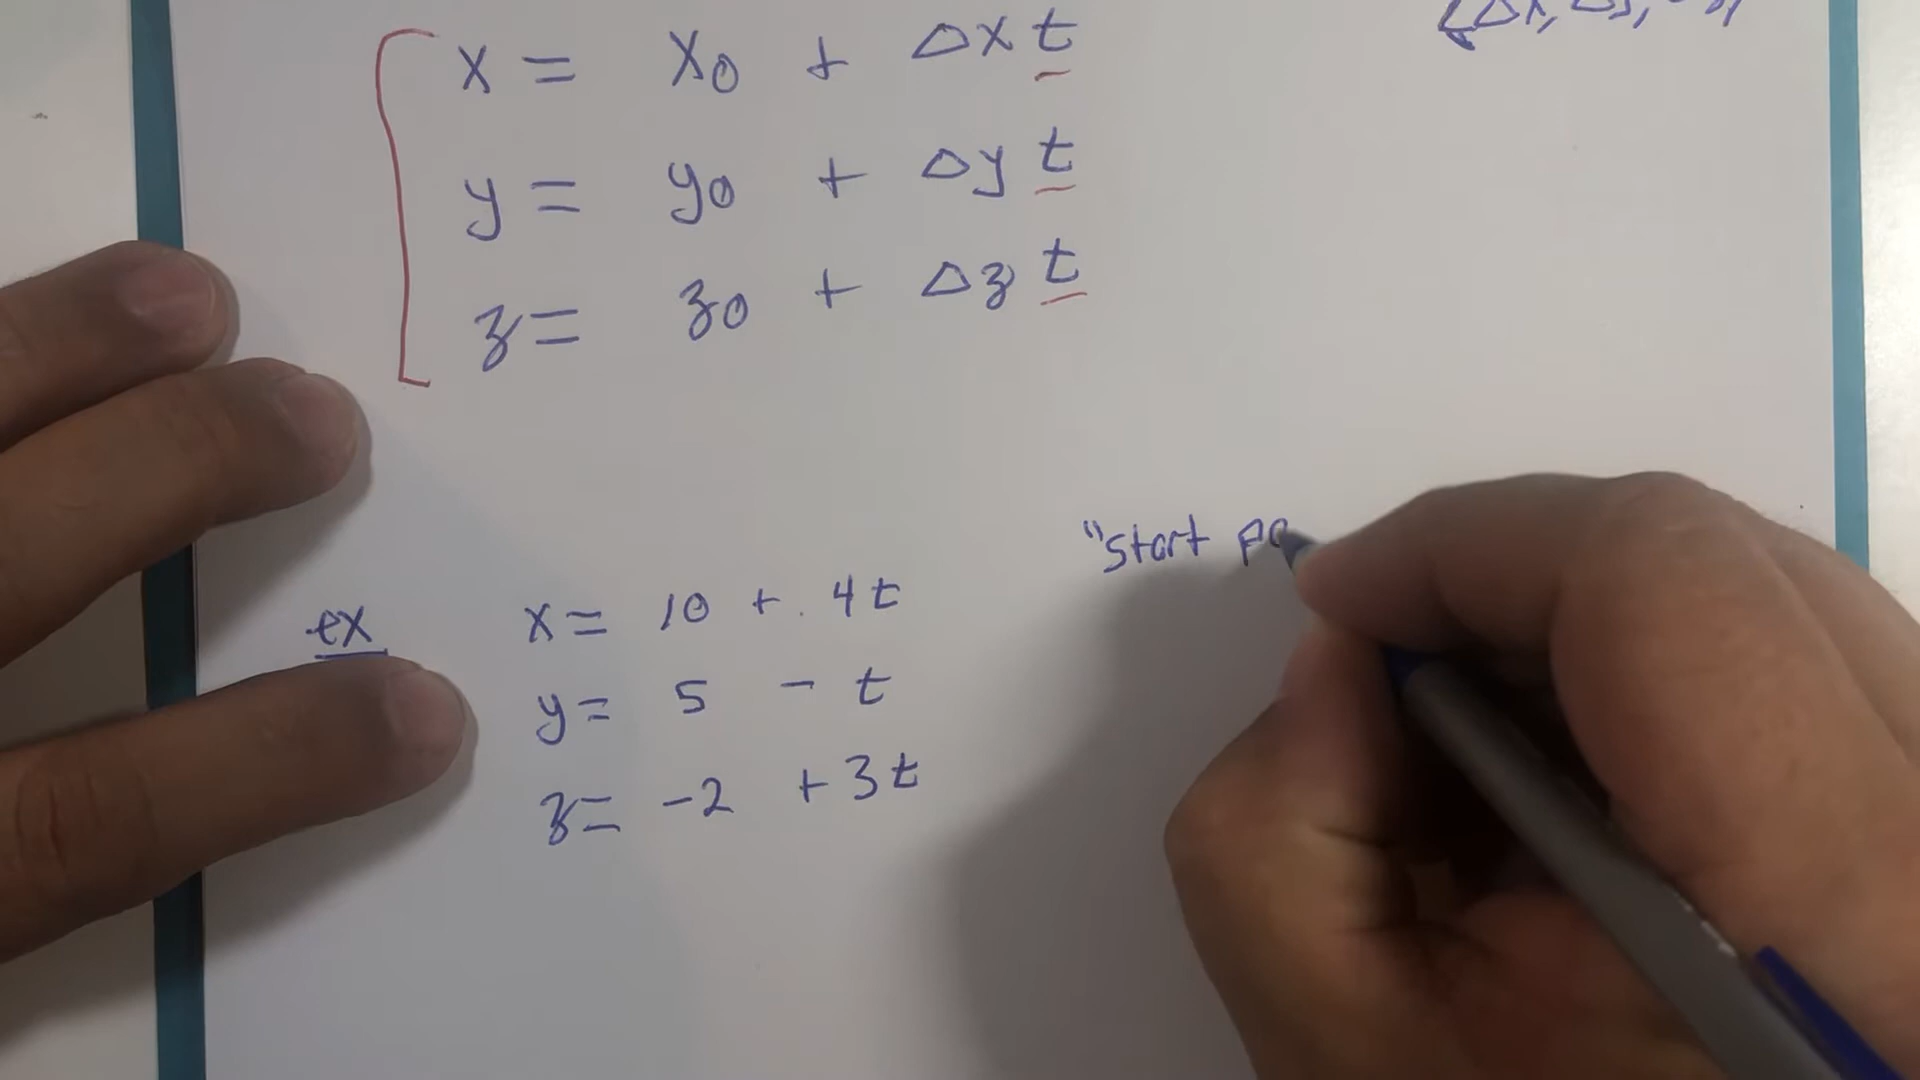 x = x₀ + Δx t
y = y₀ + Δy t
z = z₀ + Δz t
"start
ex x = 10 + 4t
y = 5 - t
z = -2 + 3t